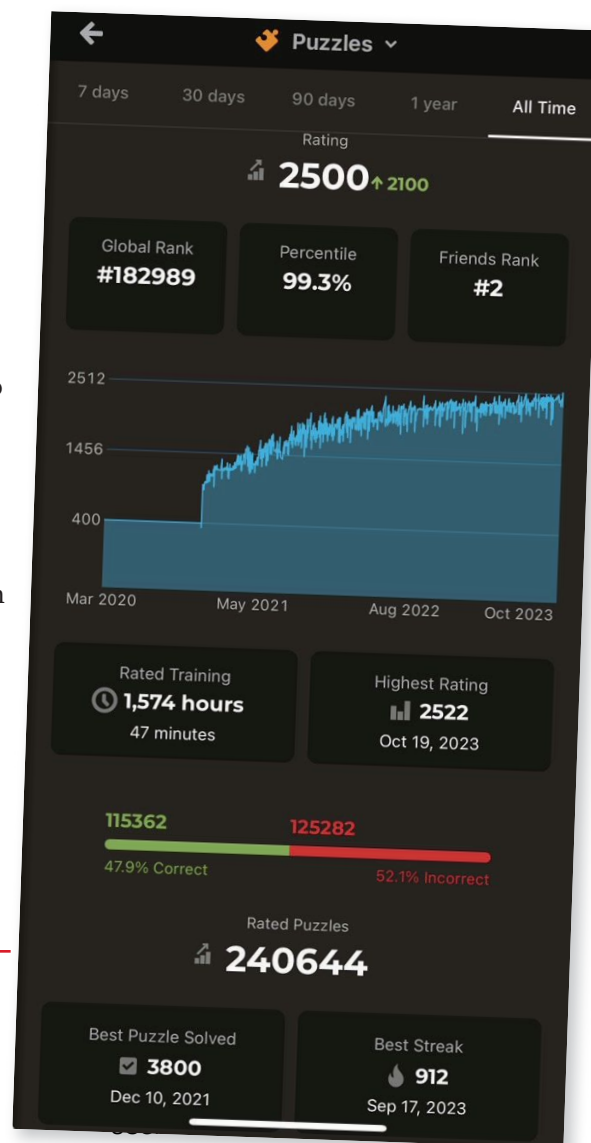 Puzzles
7 days 30 days 90 days 1 year All Time
Rating
2500 ↑ 2100
Global Rank Percentile Friends Rank
#182989 99.3% #2
2512
1456
400
Mar 2020 May 2021 Aug 2022 Oct 2023
Rated Training Highest Rating
1,574 hours 2522
47 minutes Oct 19, 2023
115362 125282
47.9% Correct 52.1% Incorrect
Rated Puzzles
240644
Best Puzzle Solved Best Streak
3800 912
Dec 10, 2021 Sep 17, 2023